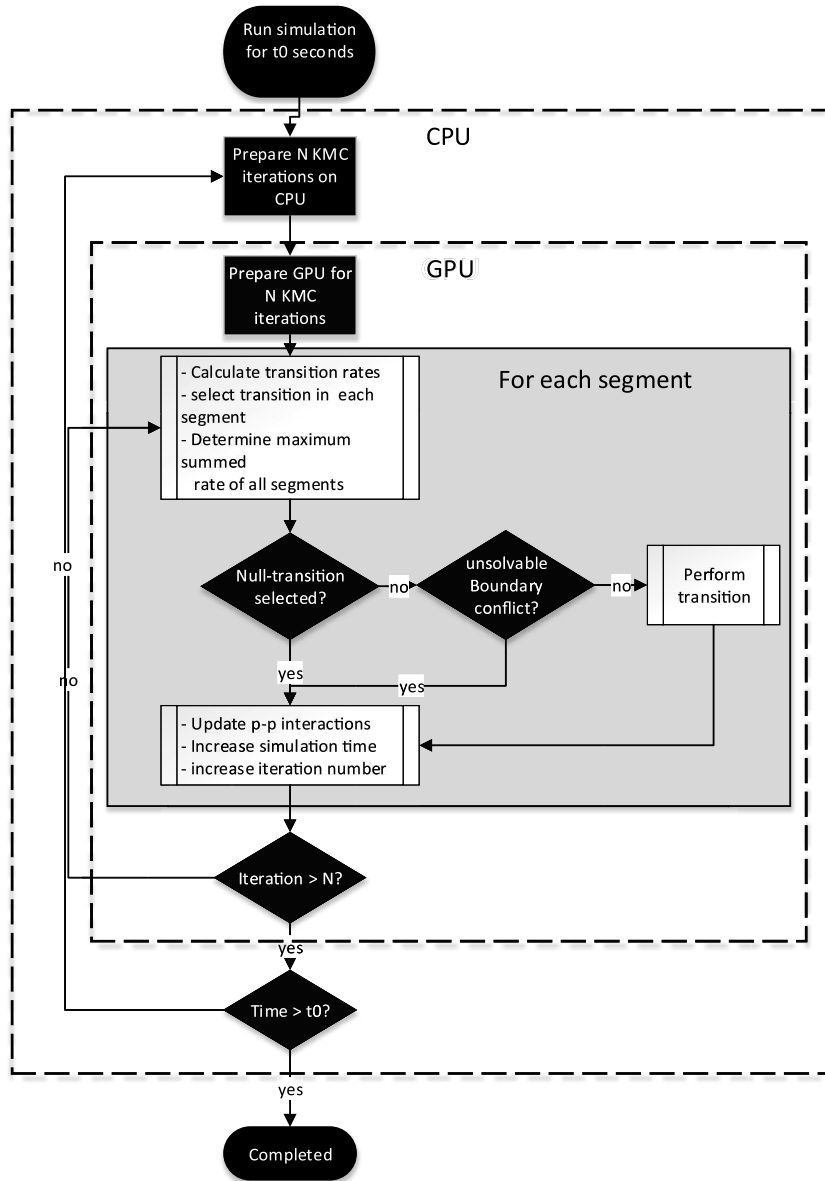 Run simulation
for t0 seconds
CPU
Prepare N KMC
iterations on
CPU
GPU
Prepare GPU for
N KMC
iterations
For each segment
- Calculate transition rates
- select transition in each
segment
- Determine maximum
summed
rate of all segments
no
Null-transition
selected?
no
unsolvable
Boundary
conflict?
no
Perform
transition
yes
yes
no
- Update p-p interactions
- Increase simulation time
- increase iteration number
Iteration > N?
yes
Time > t0?
yes
Completed